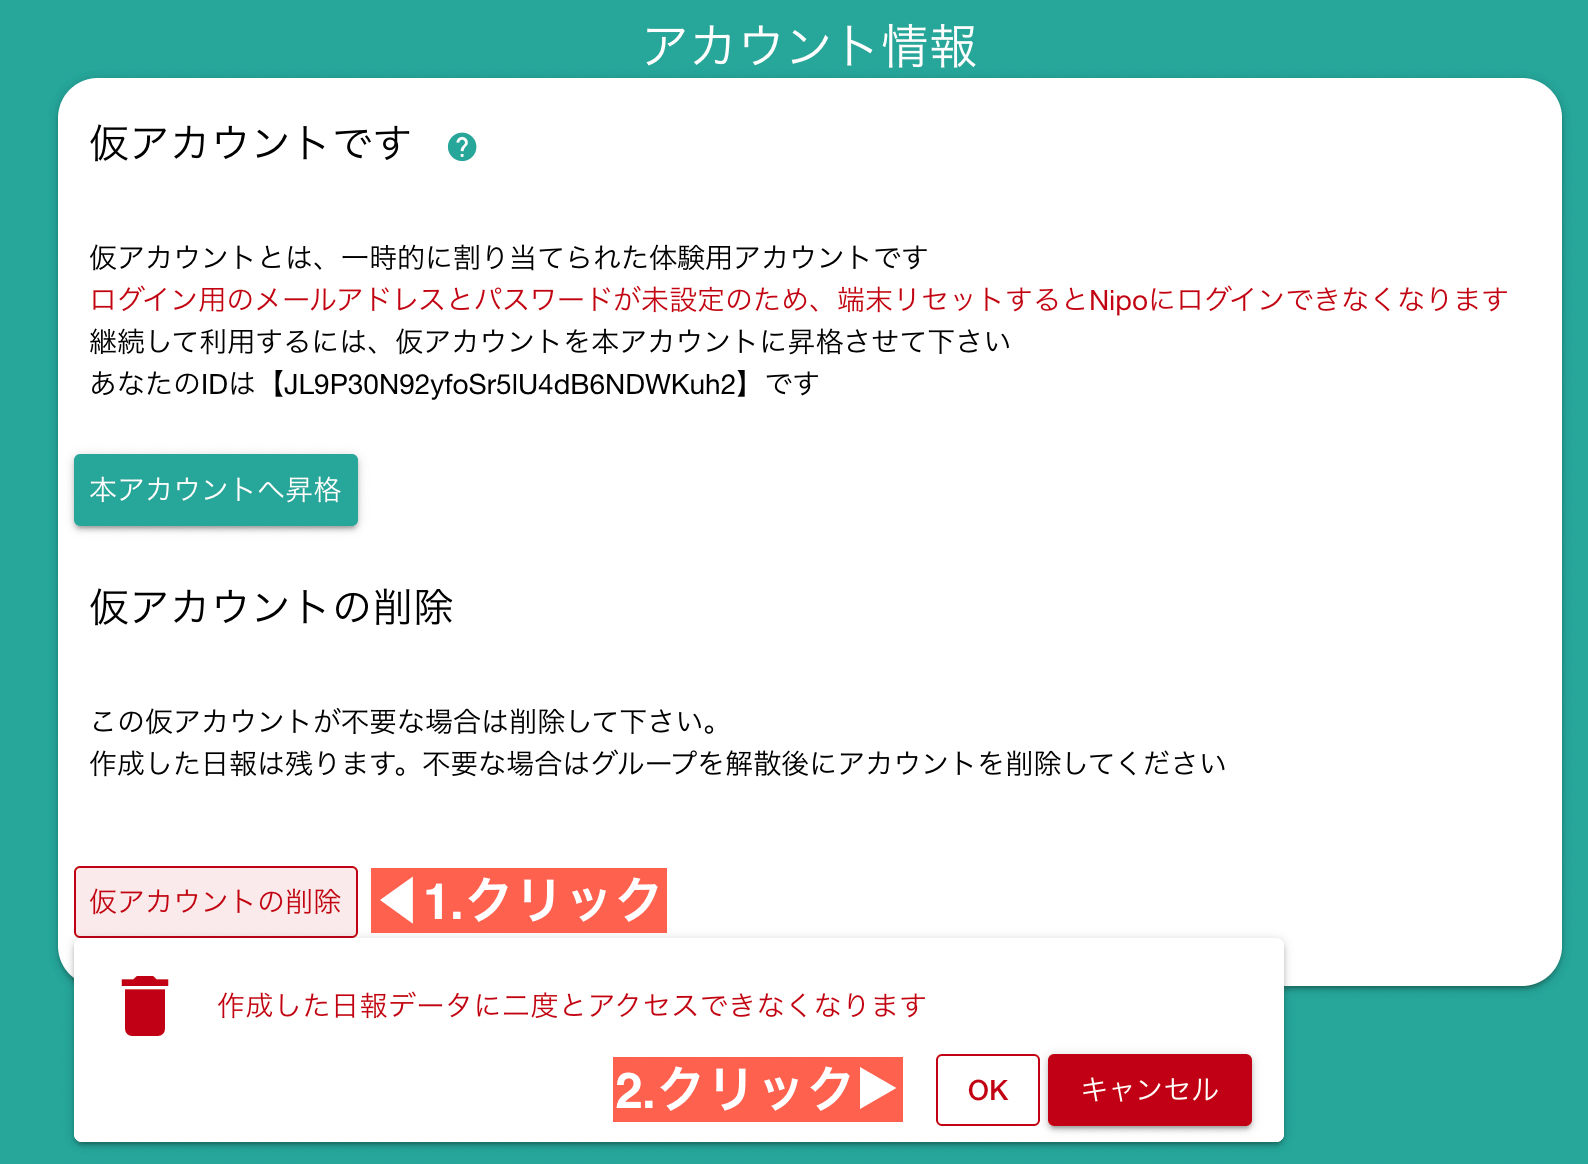 アカウント情報
仮アカウントです ?
仮アカウントとは、一時的に割り当てられた体験用アカウントです
ログイン用のメールアドレスとパスワードが未設定のため、端末リセットするとNipoにログインできなくなります
継続して利用するには、仮アカウントを本アカウントに昇格させて下さい
あなたのIDは【JL9P30N92yfoSr5lU4dB6NDWKuh2】です
本アカウントへ昇格
仮アカウントの削除
この仮アカウントが不要な場合は削除して下さい。
作成した日報は残ります。不要な場合はグループを解散後にアカウントを削除してください
仮アカウントの削除 ◀1.クリック
作成した日報データに二度とアクセスできなくなります
2.クリック▶ OK キャンセル